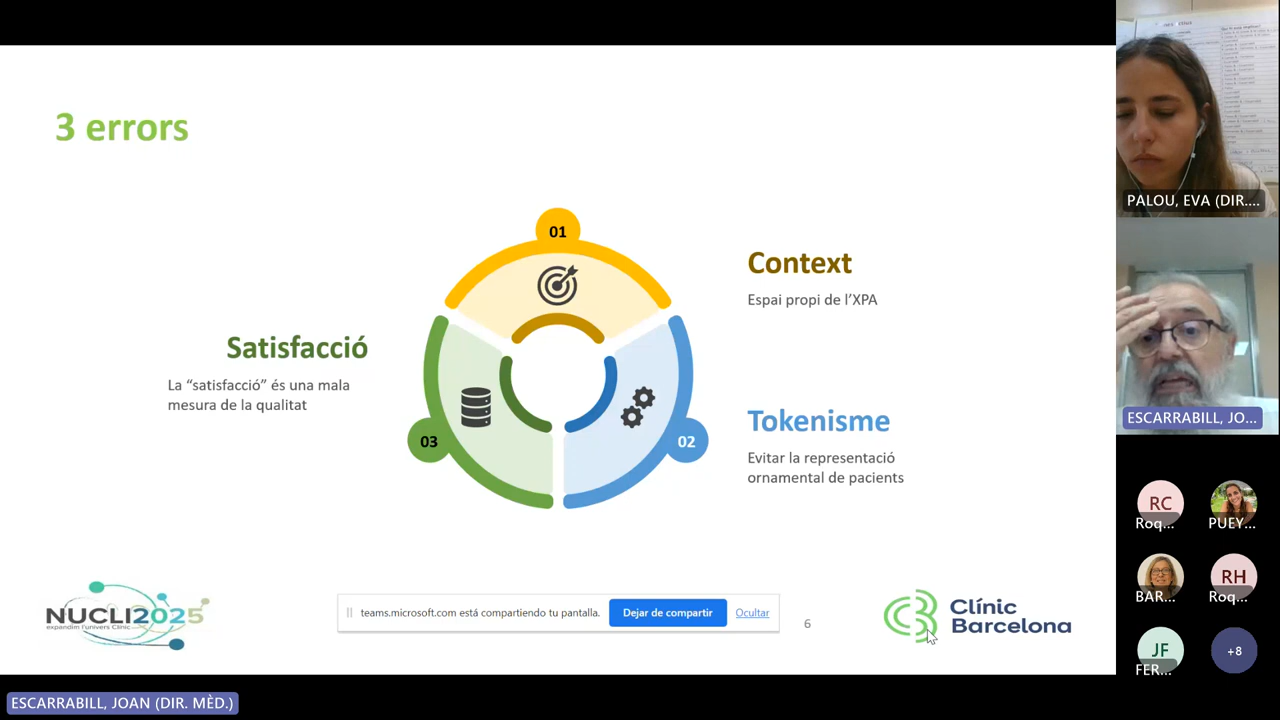 3 errors
01
Context
Espai propi de l’XPA
Satisfacció
La “satisfacció” és una mala
mesura de la qualitat
Tokenisme
Evitar la representació
ornamental de pacients
03
02
NUCLI2025
expandim l'univers Clínic
teams.microsoft.com está compartiendo tu pantalla.
Dejar de compartir
Ocultar
6
Clínic
Barcelona
PALOU, EVA (DIR....
ESCARRABILL, JO...
RC
Roq...
PUEY...
BAR...
RH
Roq...
JF
FER...
+8
ESCARRABILL, JOAN (DIR. MÈD.)